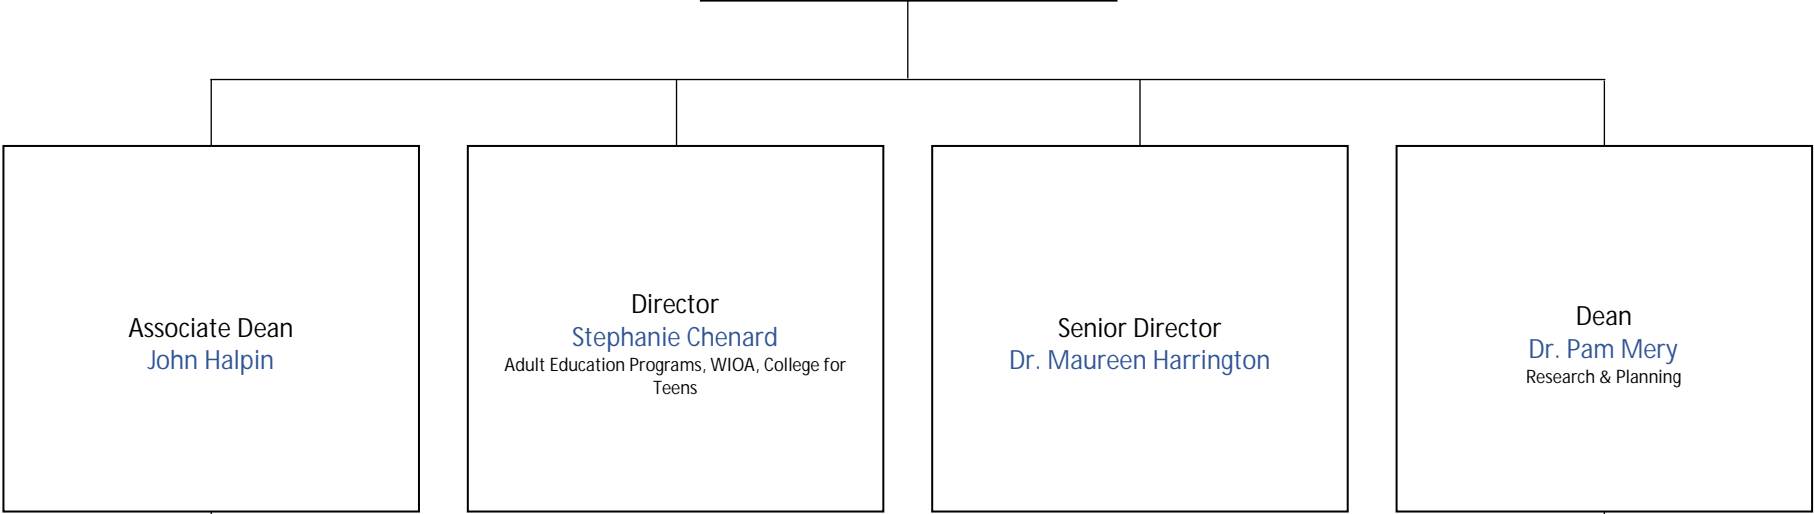 Associate Dean
John Halpin
Director
Stephanie Chenard
Adult Education Programs, WIOA, College for
Teens
Senior Director
Dr. Maureen Harrington
Dean
Dr. Pam Mery
Research & Planning